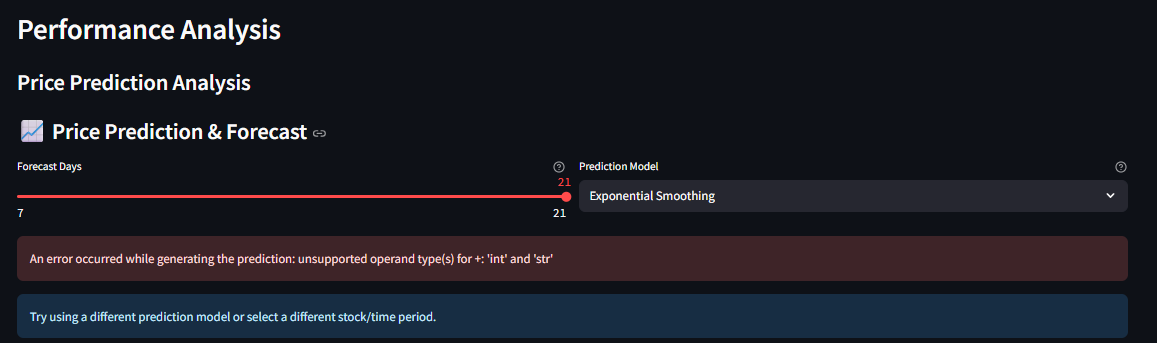 Performance Analysis
Price Prediction Analysis
Price Prediction & Forecast
Forecast Days
Prediction Model
21
Exponential Smoothing
7
21
An error occurred while generating the prediction: unsupported operand type(s) for +: 'int' and 'str'
Try using a different prediction model or select a different stock/time period.